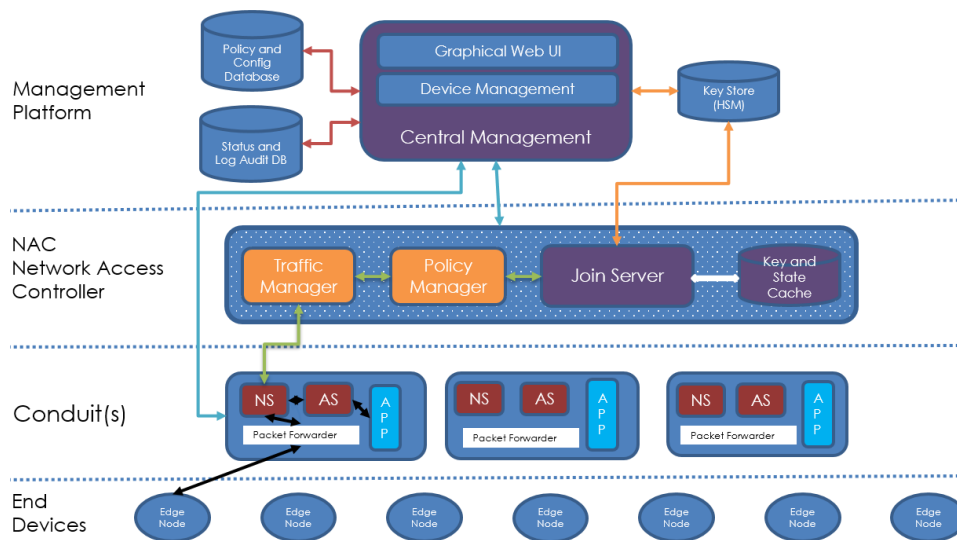 Management
Platform
Policy and
Config
Database
Status and
Log Audit DB
Graphical Web UI
Device Management
Central Management
Key Store
(HSM)
NAC
Network Access
Controller
Traffic
Manager
Policy
Manager
Join Server
Key and
State
Cache
Conduit(s)
NS
AS
A
P
P
Packet Forwarder
NS
AS
A
P
P
Packet Forwarder
NS
AS
A
P
P
Packet Forwarder
End
Devices
Edge
Node
Edge
Node
Edge
Node
Edge
Node
Edge
Node
Edge
Node
Edge
Node